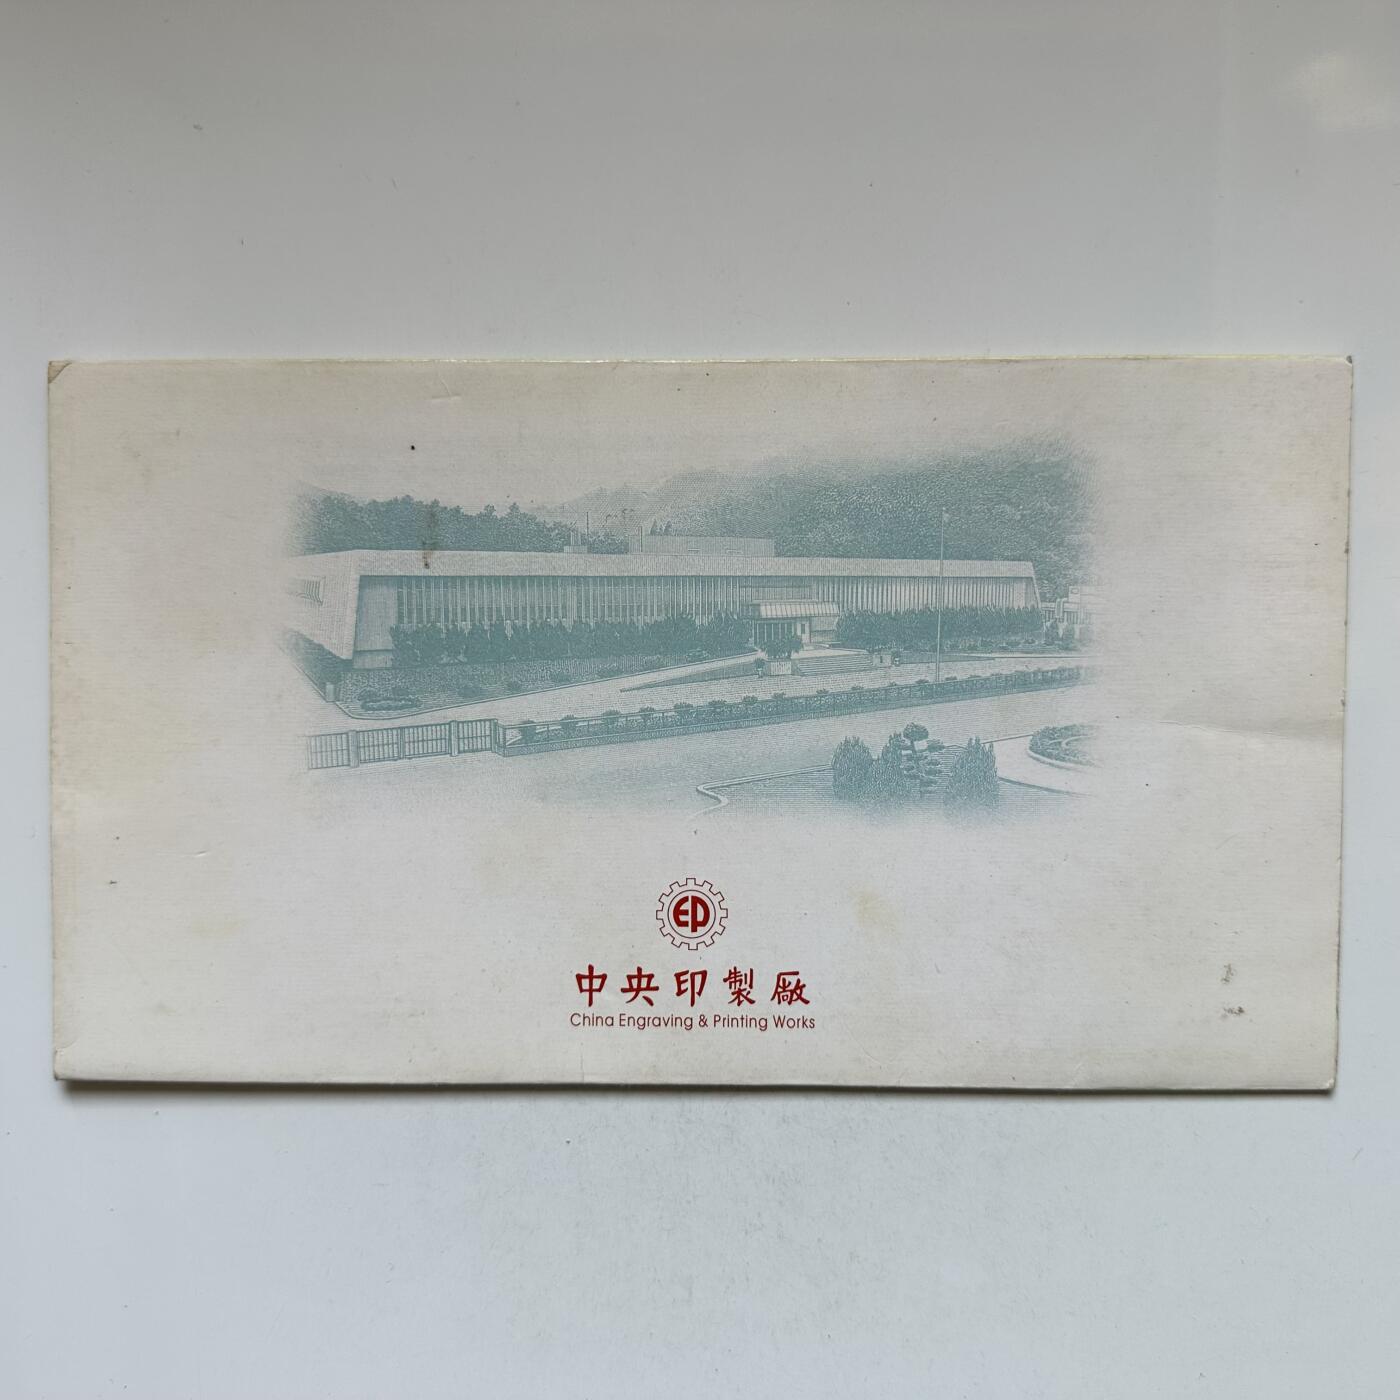 EP
中央印製廠
China Engraving & Printing Works